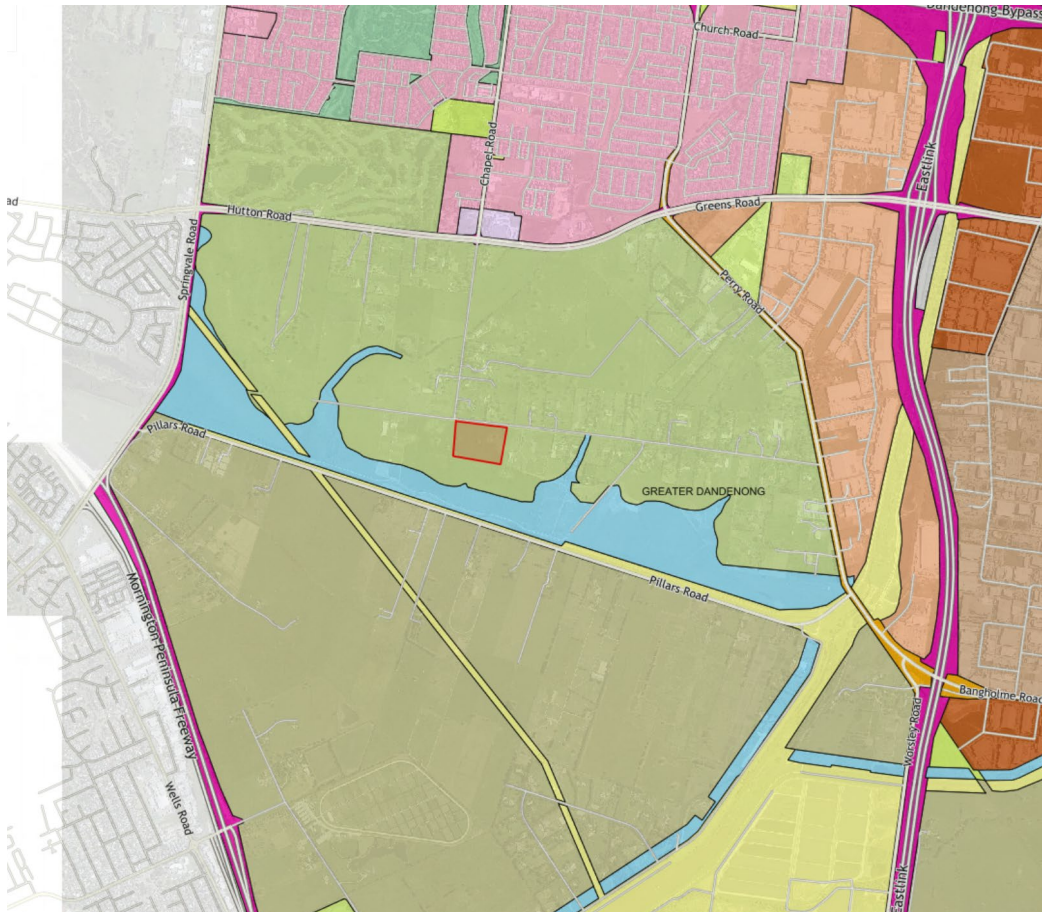 Dandenong Bypass
Church Road
Eastlink
Chapel Road
ad
Greens Road
Hutton Road
Springvale Road
Perry Road
Pillars Road
GREATER DANDENONG
Pillars Road
Mornington Peninsula Freeway
Bangholme Road
Worsley Road
Wells Road
Eastlink